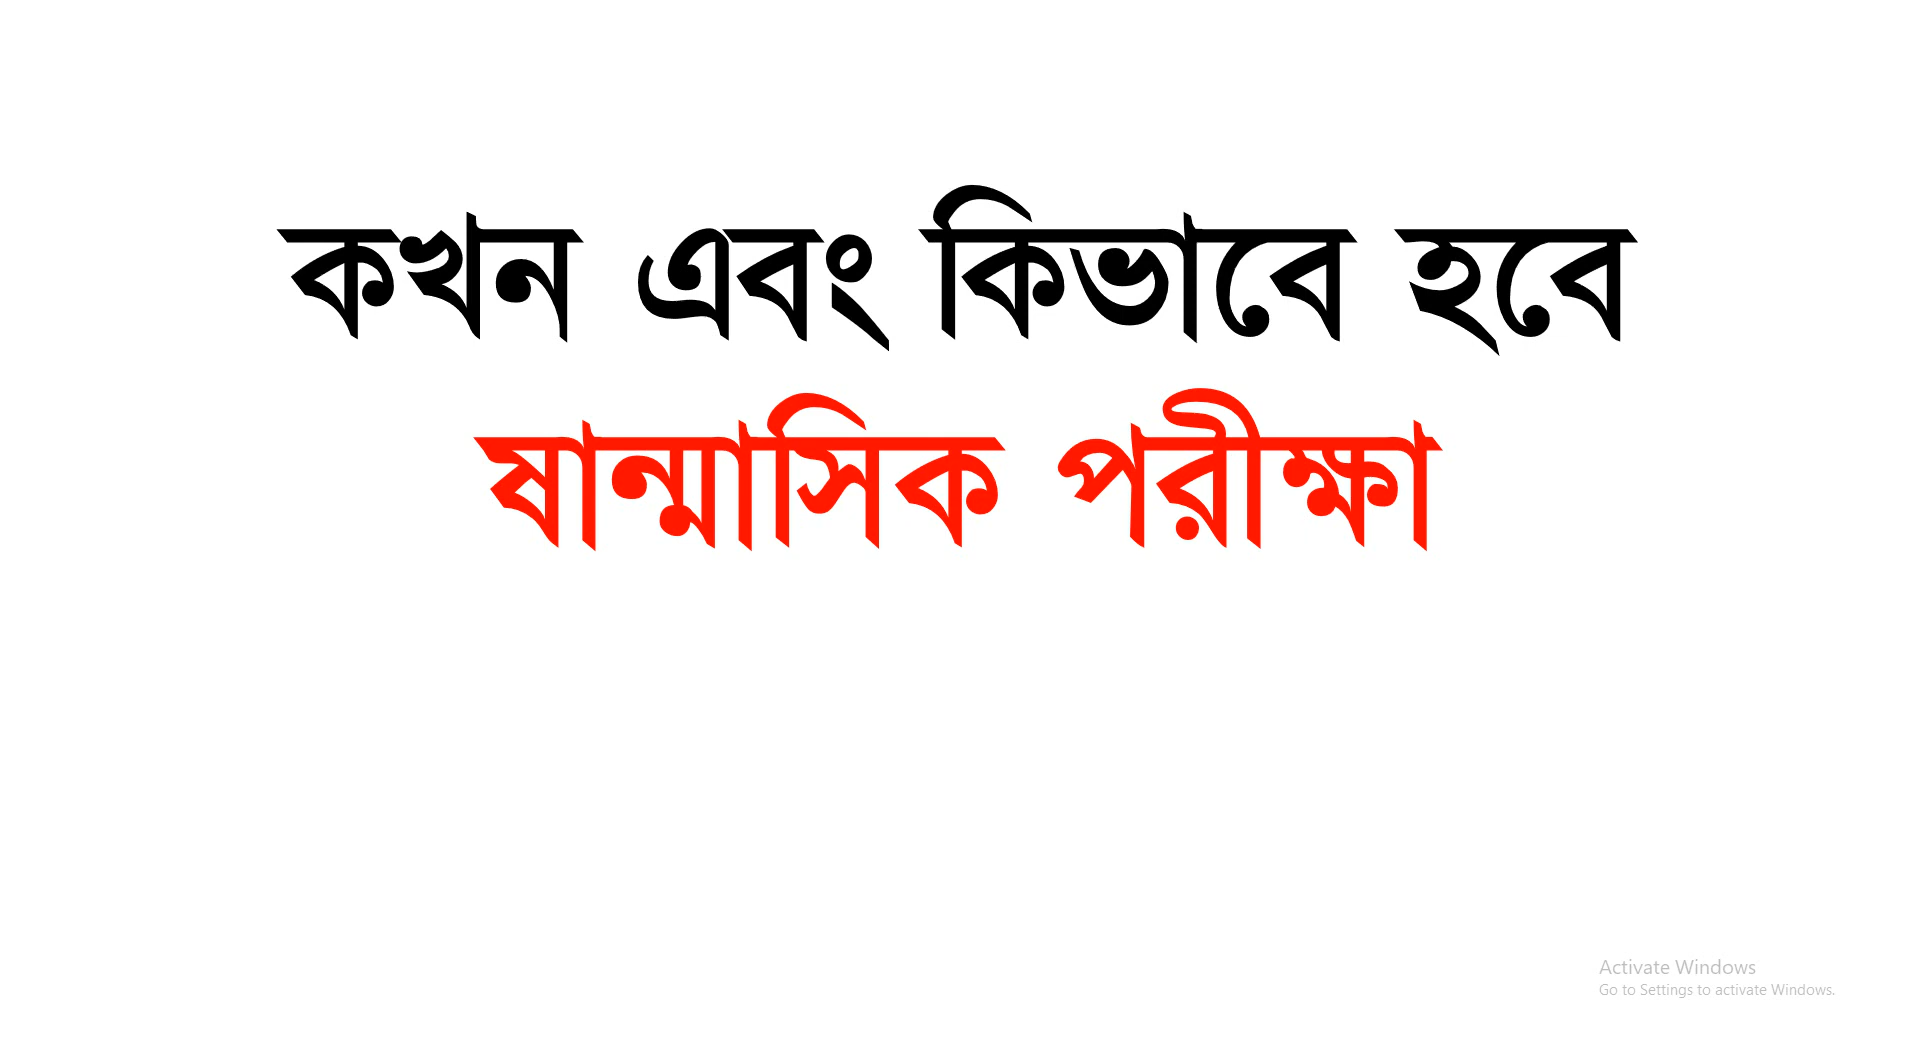 কখন এবং কিভাবে হবে
ষান্মাসিক পরীক্ষা
Activate Windows
Go to Settings to activate Windows.